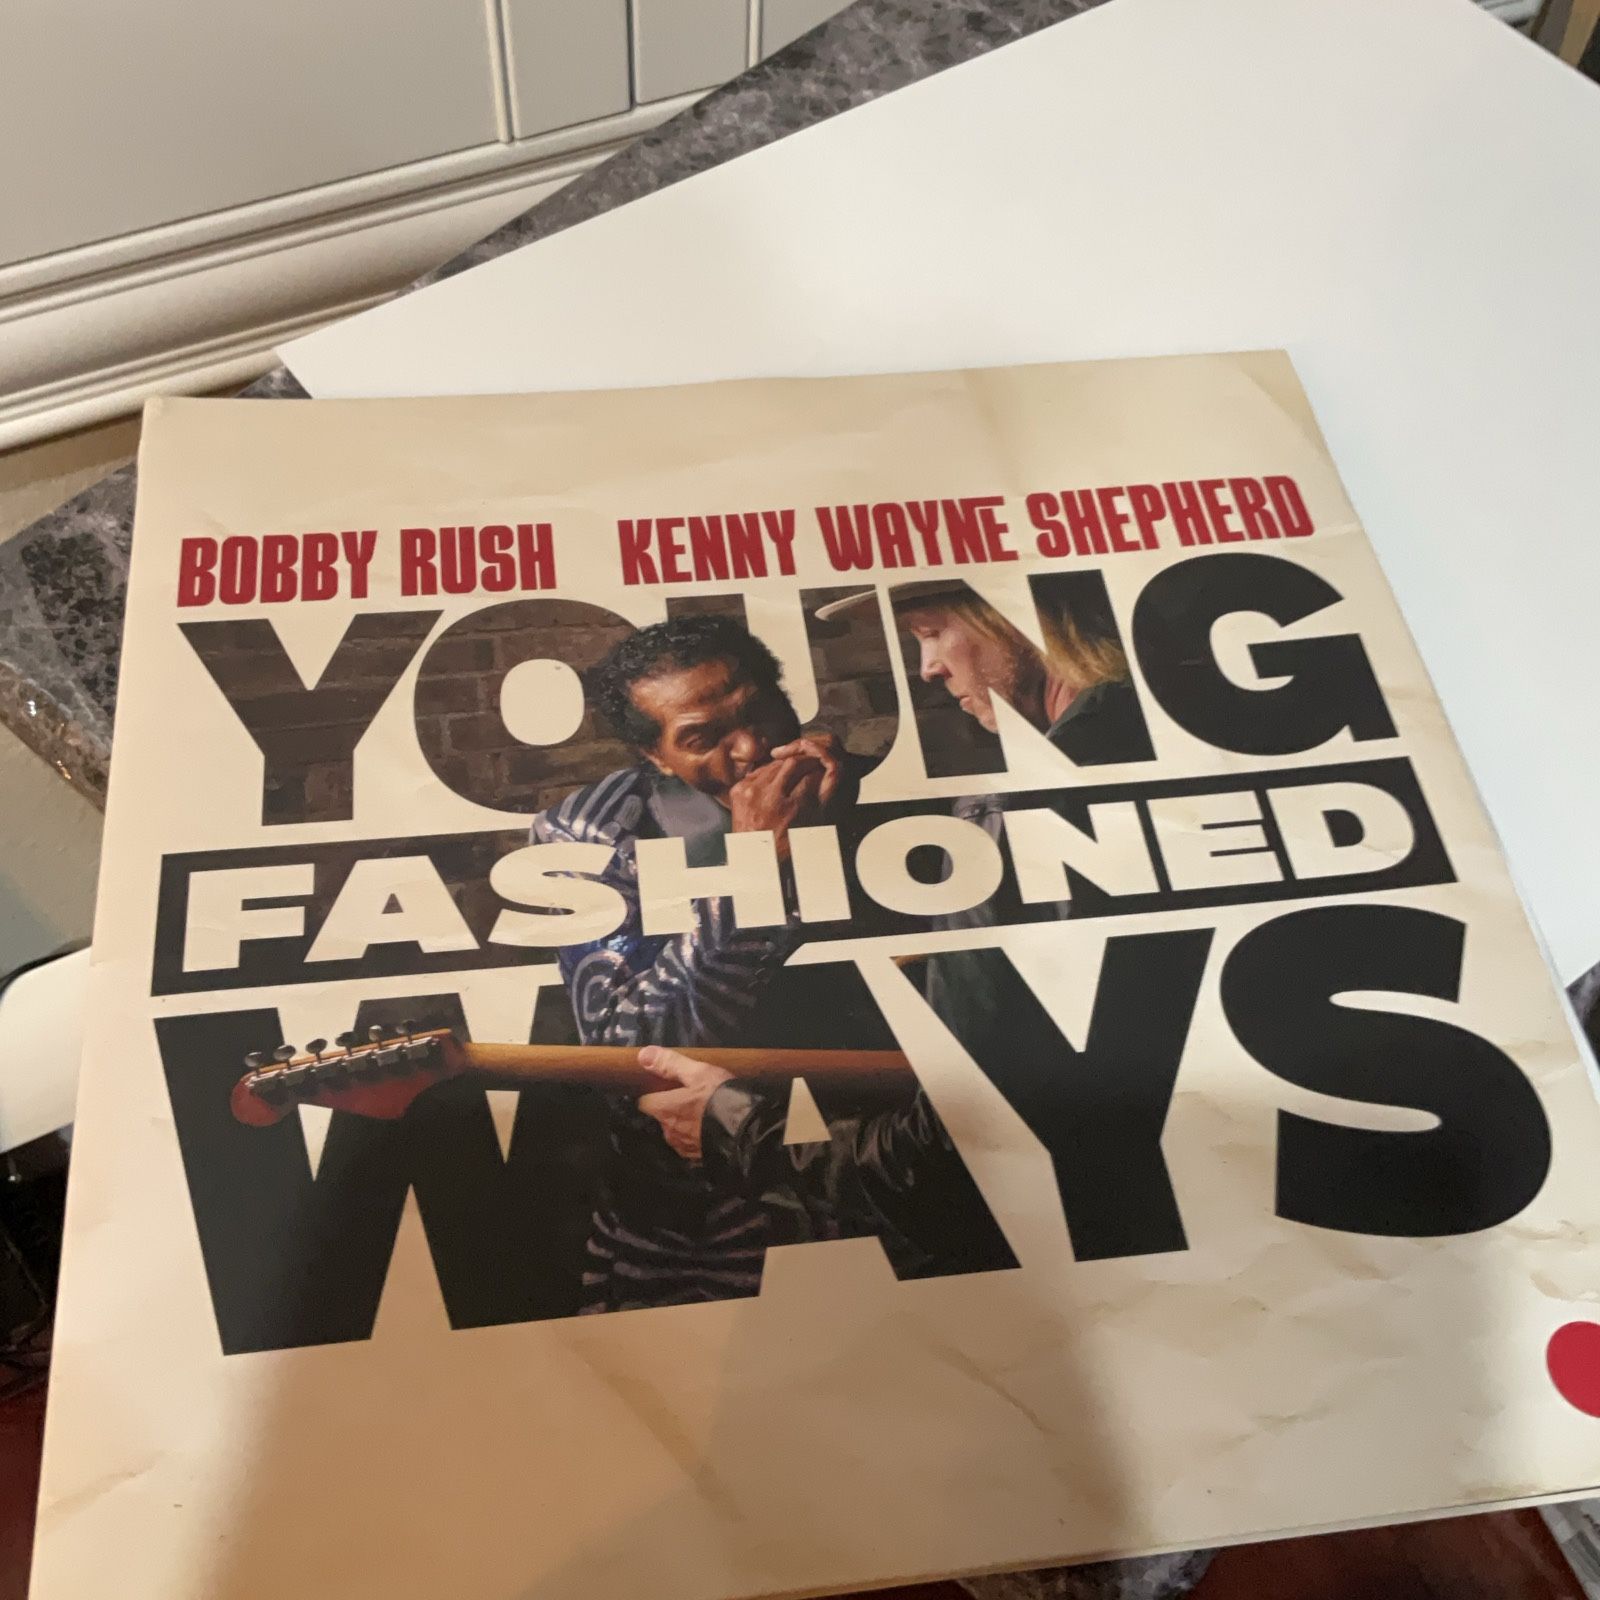 BOBBY RUSH KENNY WAYNE SHEPHERD
YOUNG
FASHIONED
WAYS